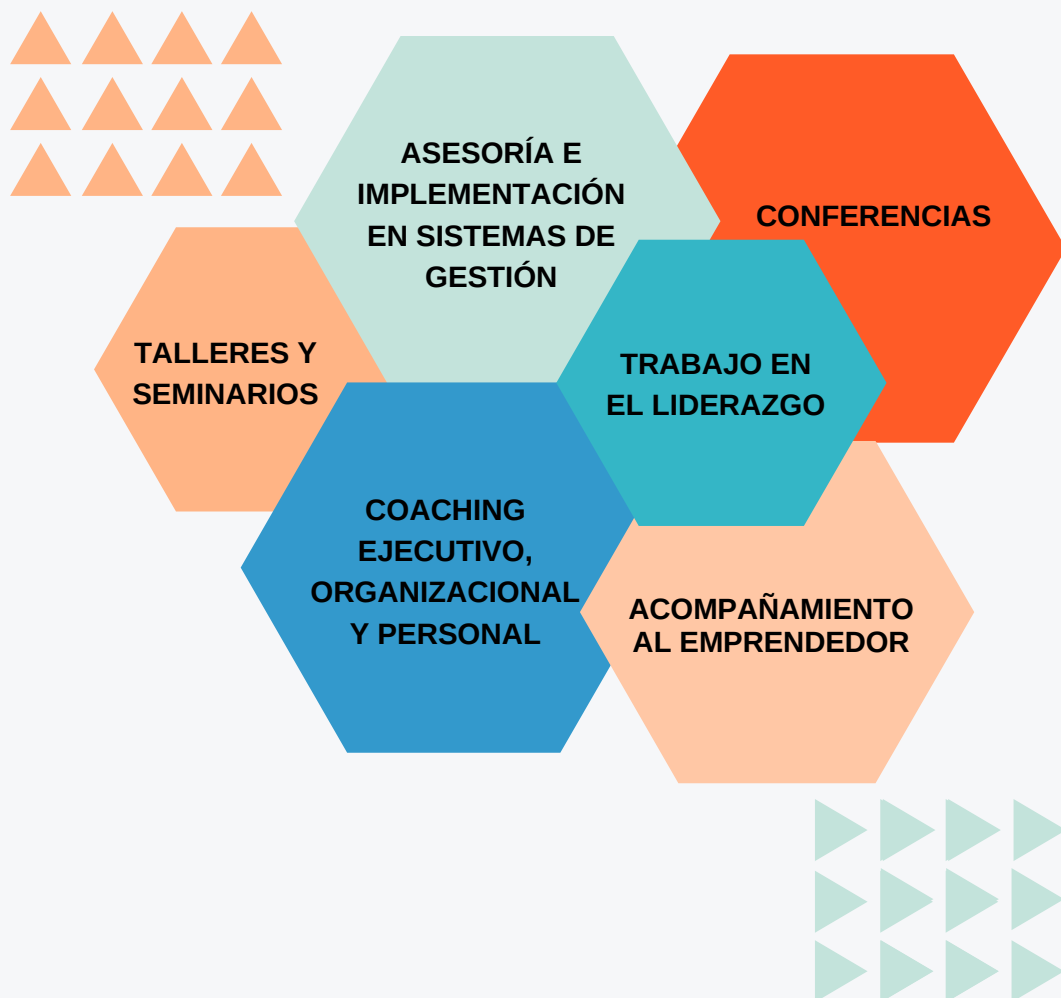 ASESORÍA E
IMPLEMENTACIÓN
EN SISTEMAS DE
GESTIÓN
CONFERENCIAS
TALLERES Y
SEMINARIOS
TRABAJO EN
EL LIDERAZGO
COACHING
EJECUTIVO,
ORGANIZACIONAL
Y PERSONAL
ACOMPAÑAMIENTO
AL EMPRENDEDOR